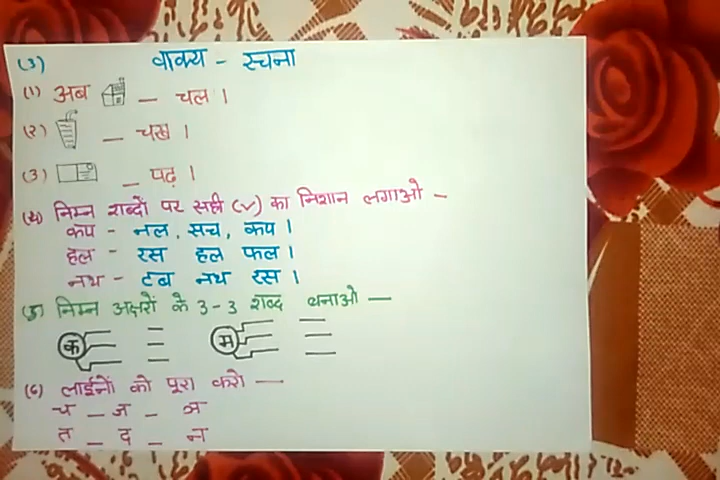 (3) वाक्य - रचना
(1) अब _ चल ।
(२) _ चख ।
(3) _ पढ़ ।
(4) निम्न शब्दों पर सही (✓) का निशान लगाओ -
कप - नल, सच, कप ।
हल - रस हल फल ।
नथ - टब नथ रस ।
(5) निम्न अक्षरों के 3-3 शब्द बनाओ —
क म
(6) लाईनों को पूरा करो —
च _ ज _ ञ
त _ द _ न